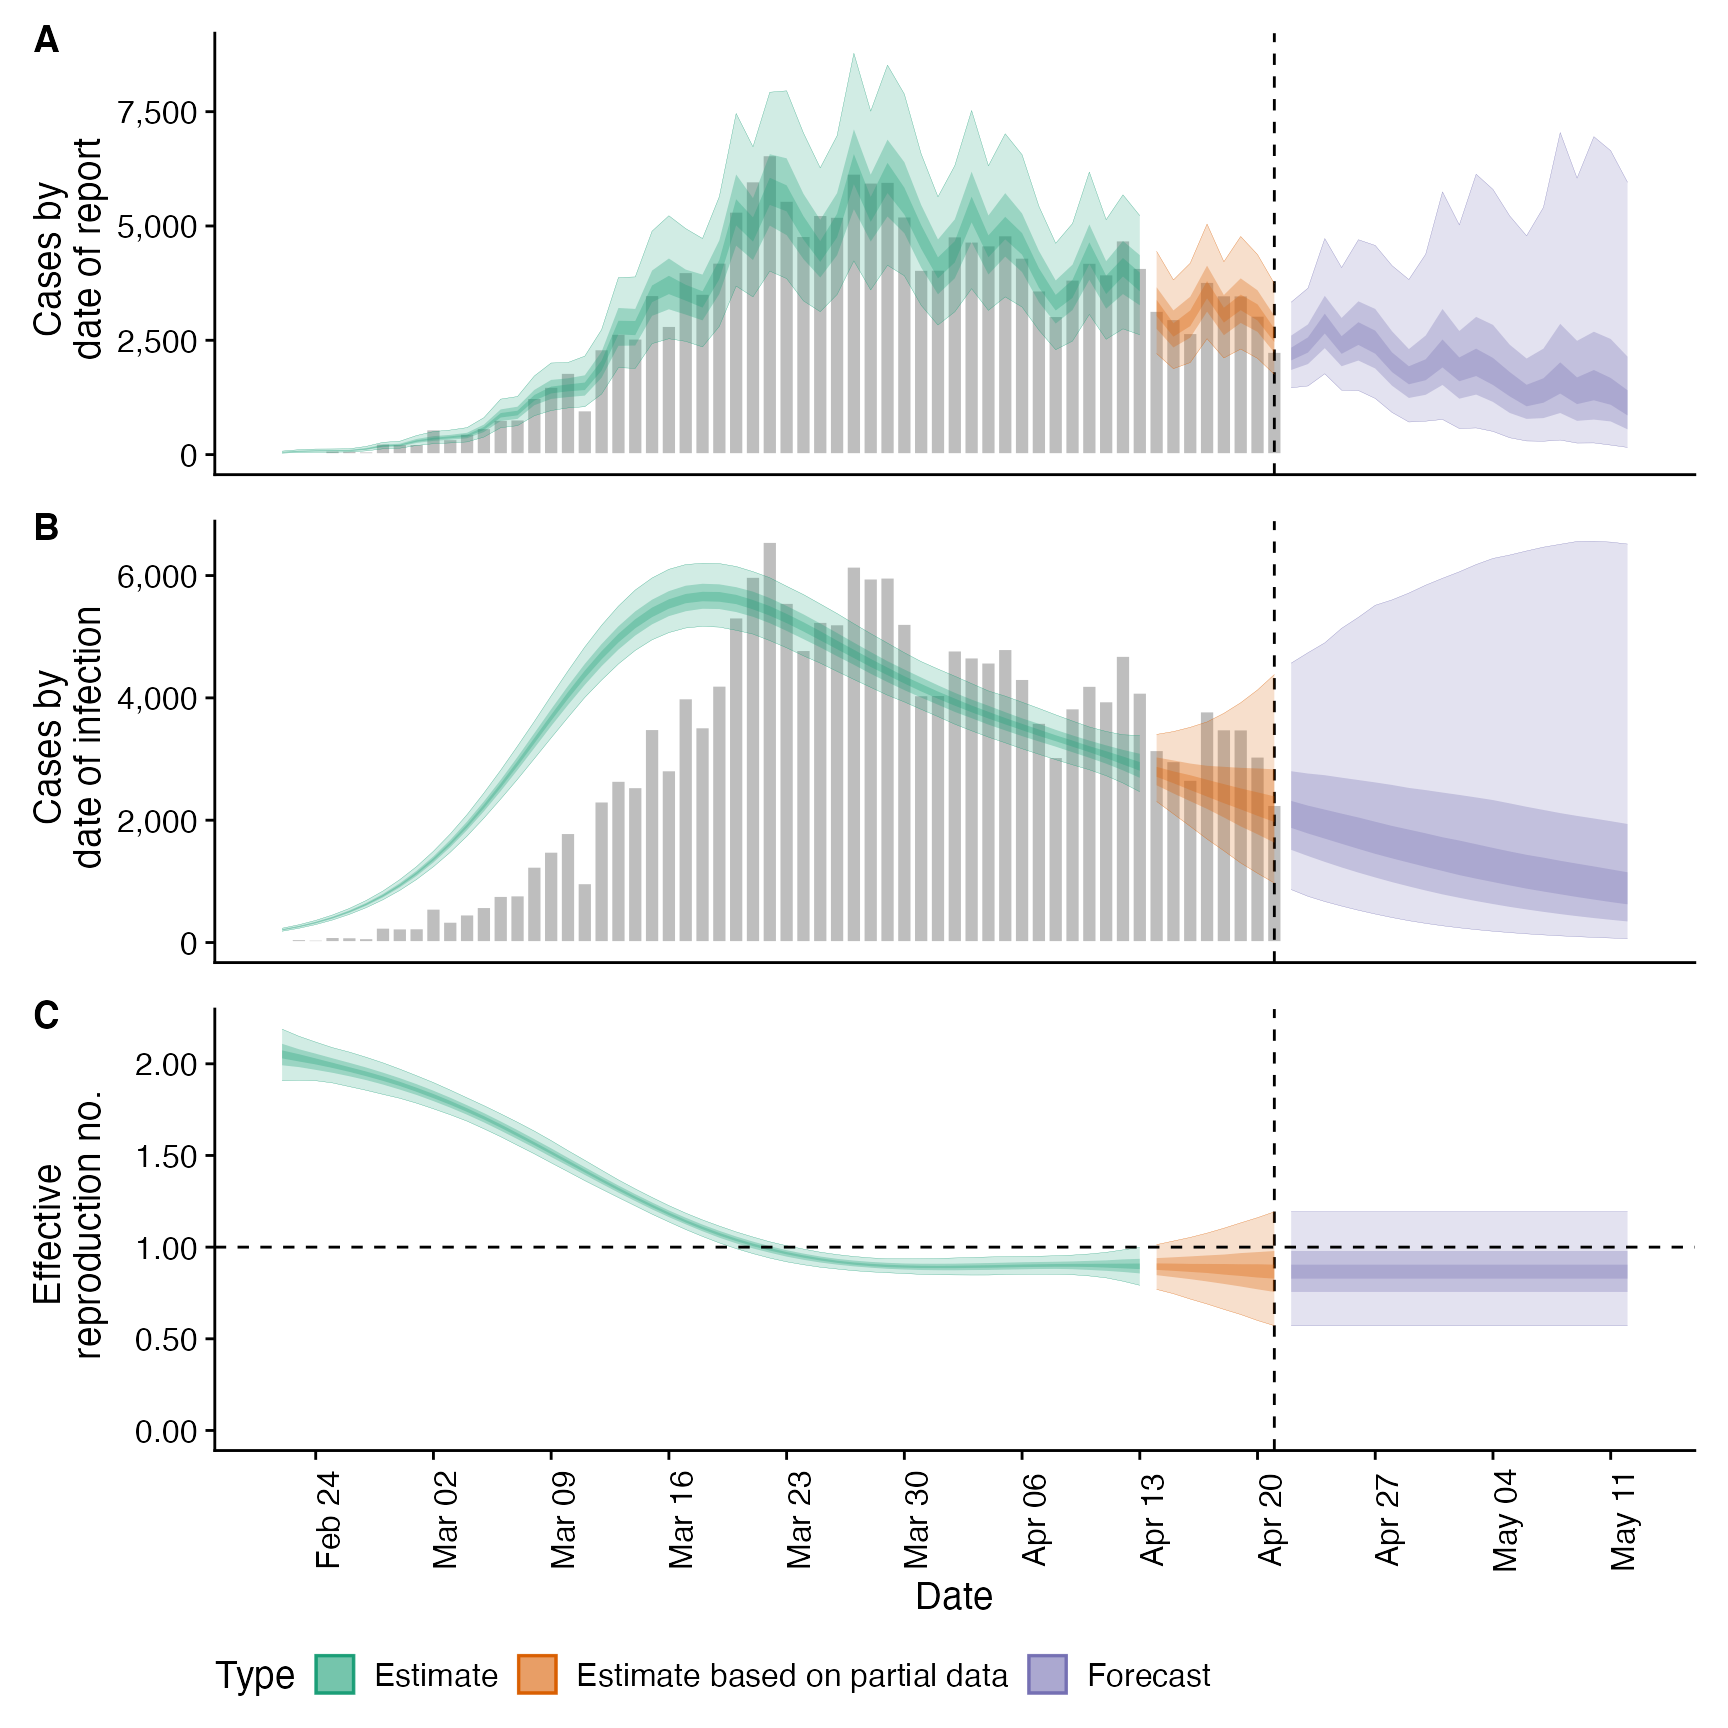 A
Cases by
date of report
7,500
5,000
2,500
0
B
Cases by
date of infection
6,000
4,000
2,000
0
C
Effective
reproduction no.
2.00
1.50
1.00
0.50
0.00
Feb 24
Mar 02
Mar 09
Mar 16
Mar 23
Mar 30
Apr 06
Apr 13
Apr 20
Apr 27
May 04
May 11
Date
Type Estimate Estimate based on partial data Forecast